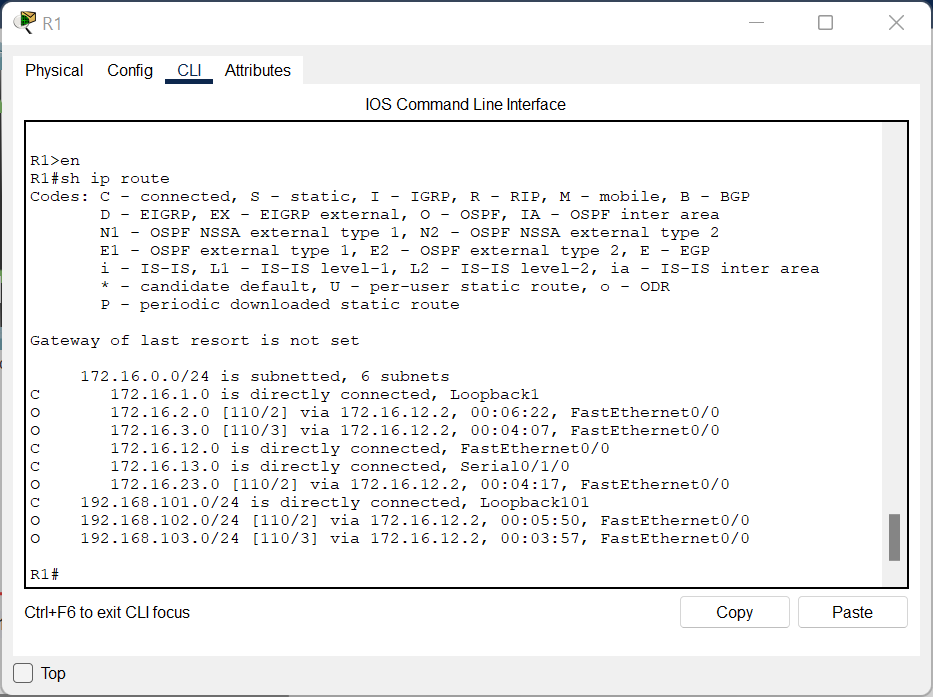 R1
Physical Config CLI Attributes
IOS Command Line Interface
R1>en
R1#sh ip route
Codes: C - connected, S - static, I - IGRP, R - RIP, M - mobile, B - BGP
       D - EIGRP, EX - EIGRP external, O - OSPF, IA - OSPF inter area
       N1 - OSPF NSSA external type 1, N2 - OSPF NSSA external type 2
       E1 - OSPF external type 1, E2 - OSPF external type 2, E - EGP
       i - IS-IS, L1 - IS-IS level-1, L2 - IS-IS level-2, ia - IS-IS inter area
       * - candidate default, U - per-user static route, o - ODR
       P - periodic downloaded static route
Gateway of last resort is not set
     172.16.0.0/24 is subnetted, 6 subnets
C       172.16.1.0 is directly connected, Loopback1
O       172.16.2.0 [110/2] via 172.16.12.2, 00:06:22, FastEthernet0/0
O       172.16.3.0 [110/3] via 172.16.12.2, 00:04:07, FastEthernet0/0
C       172.16.12.0 is directly connected, FastEthernet0/0
C       172.16.13.0 is directly connected, Serial0/1/0
O       172.16.23.0 [110/2] via 172.16.12.2, 00:04:17, FastEthernet0/0
C    192.168.101.0/24 is directly connected, Loopback101
O    192.168.102.0/24 [110/2] via 172.16.12.2, 00:05:50, FastEthernet0/0
O    192.168.103.0/24 [110/3] via 172.16.12.2, 00:03:57, FastEthernet0/0
R1#
Ctrl+F6 to exit CLI focus
Copy Paste
Top